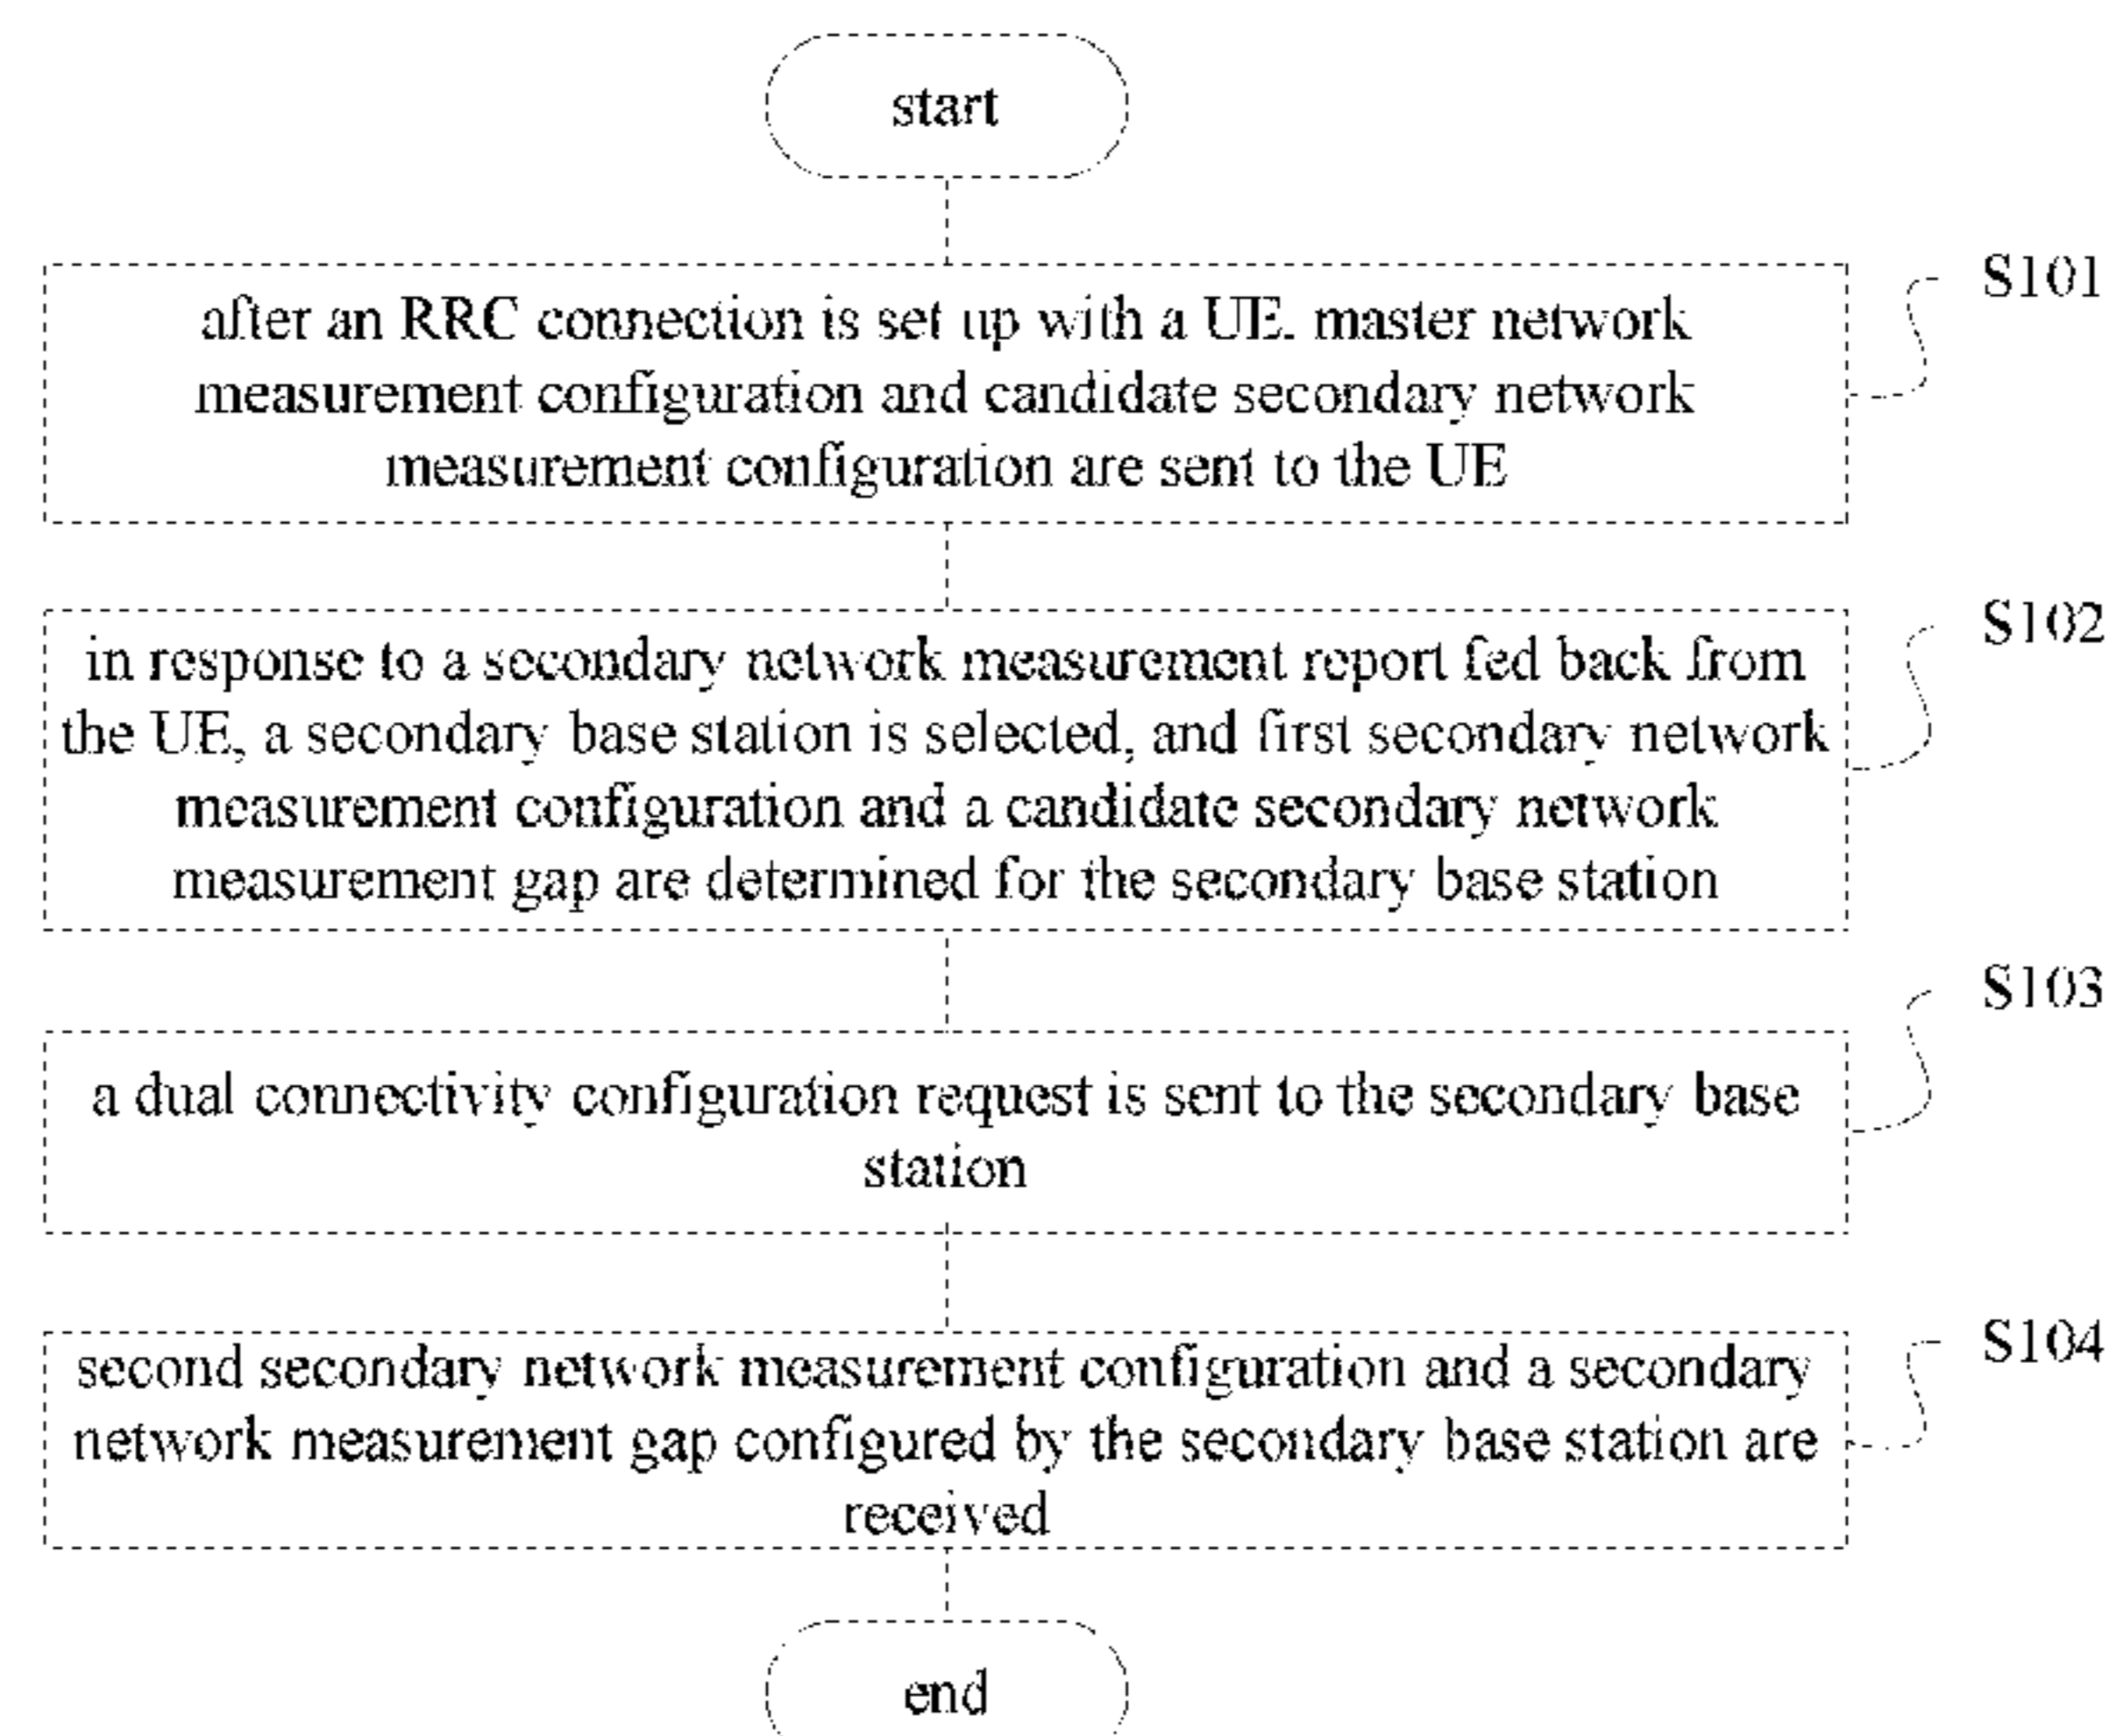 start
S101
after an RRC connection is set up with a UE. master network
measurement configuration and candidate secondary network
measurement configuration are sent to the UE
S102
in response to a secondary network measurement report fed back from
the UE, a secondary base station is selected, and first secondary network
measurement configuration and a candidate secondary network
measurement gap are determined for the secondary base station
S103
a dual connectivity configuration request is sent to the secondary base
station
S104
second secondary network measurement configuration and a secondary
network measurement gap configured by the secondary base station are
received
end